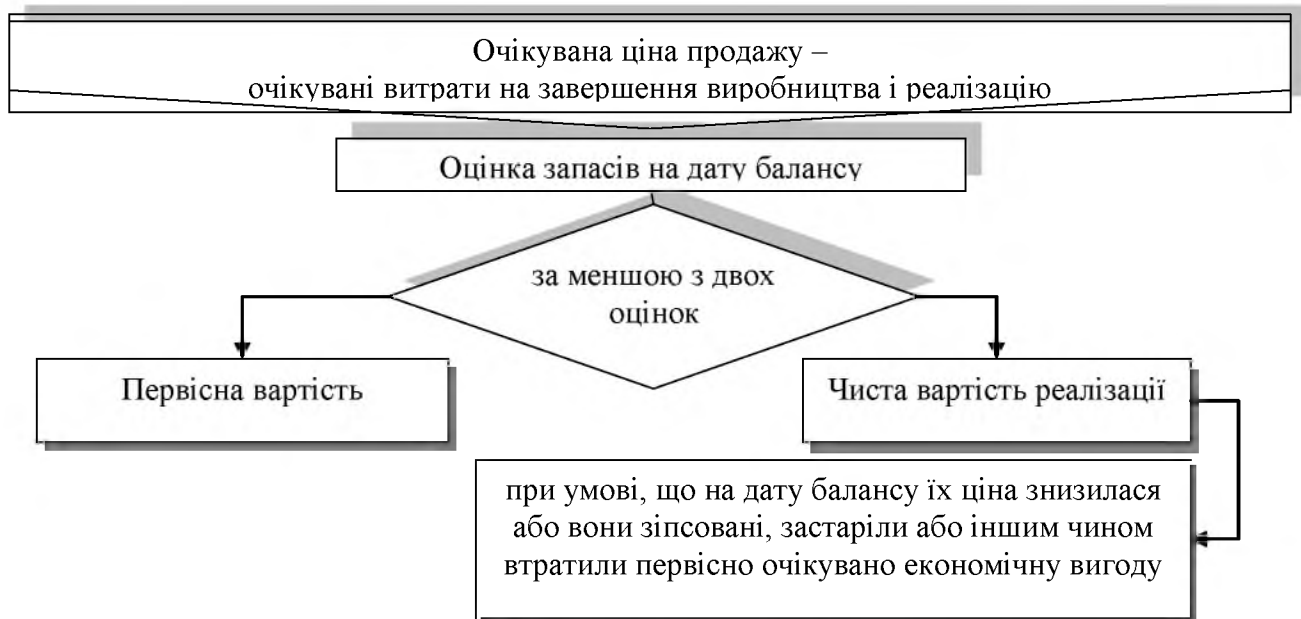 Очікувана ціна продажу –
очікувані витрати на завершення виробництва і реалізацію
Оцінка запасів на дату балансу
за меншою з двох
оцінок
Первісна вартість
Чиста вартість реалізації
при умові, що на дату балансу їх ціна знизилася
або вони зіпсовані, застаріли або іншим чином
втратили первісно очікувано економічну вигоду